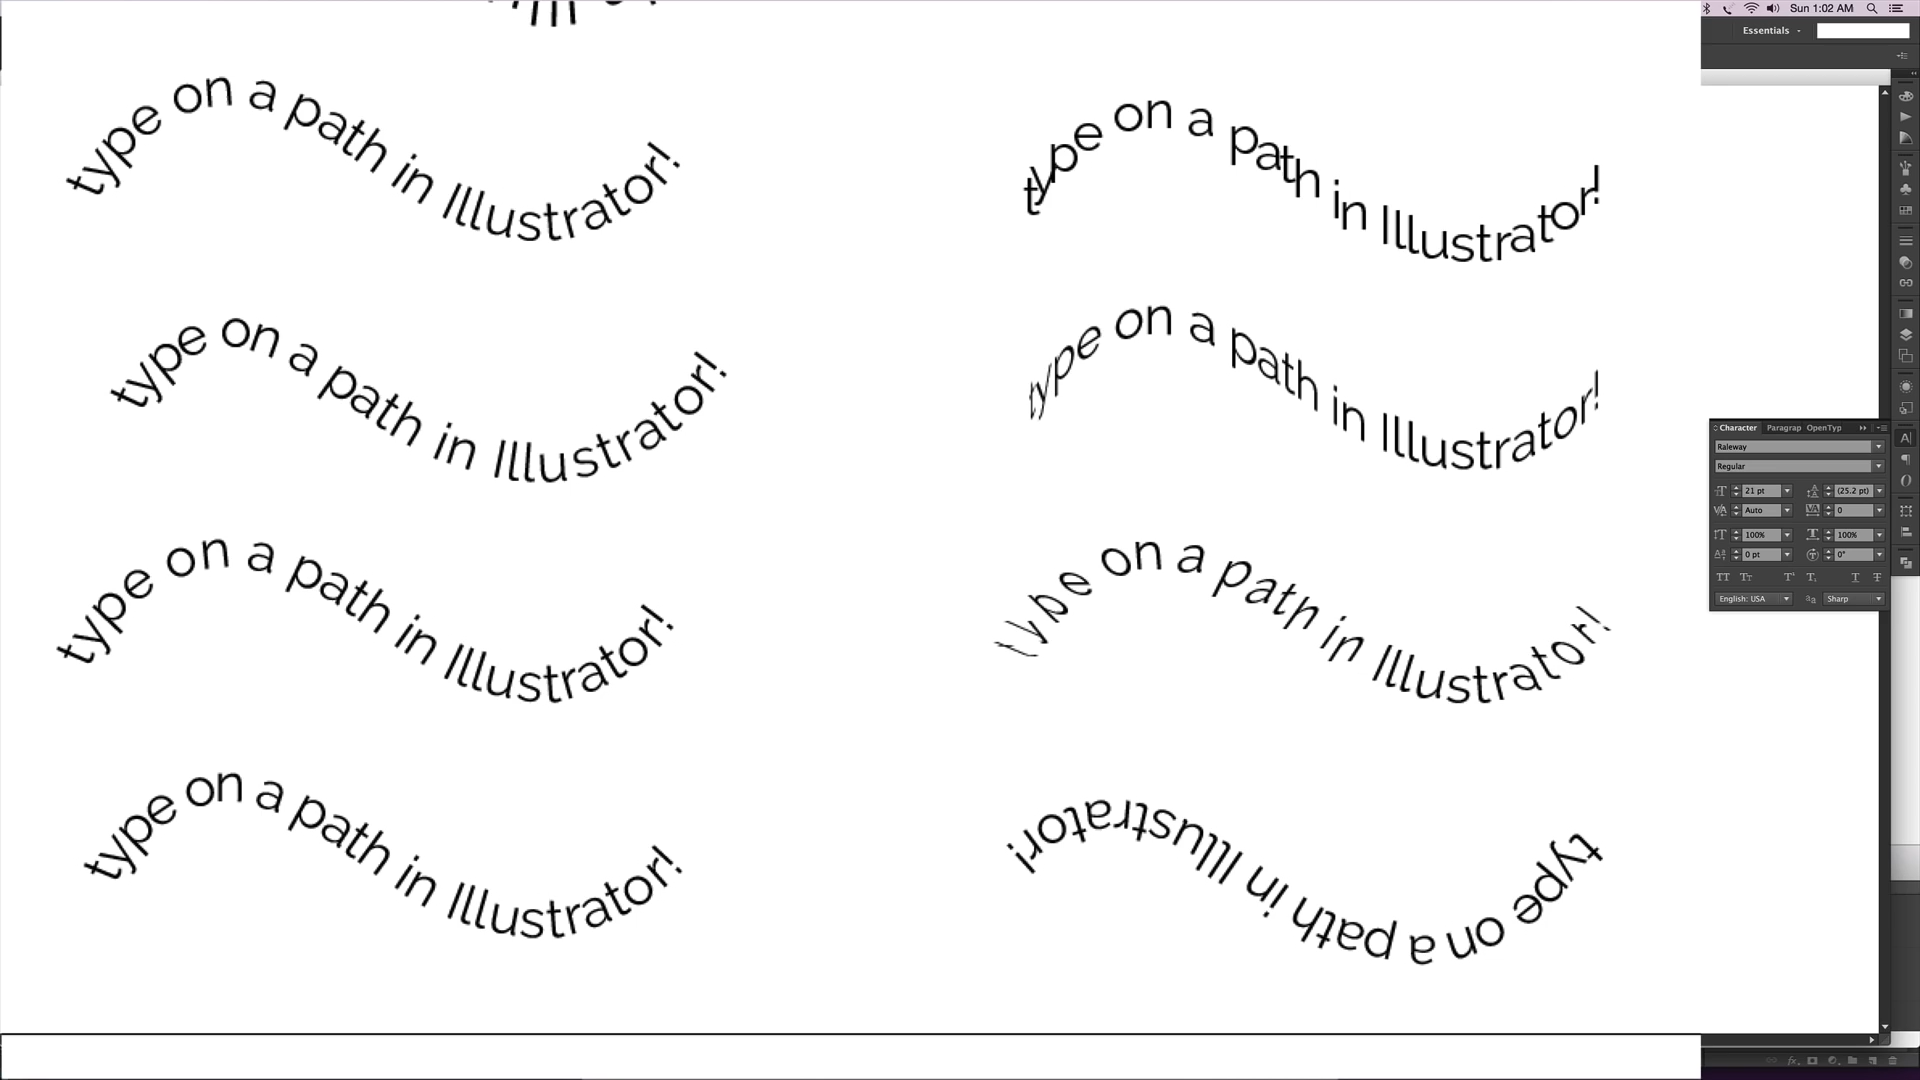 Sun 1:02 AM
Essentials
type on a path in Illustrator!
type on a path in Illustrator!
type on a path in Illustrator!
type on a path in Illustrator!
type on a path in Illustrator!
type on a path in Illustrator!
type on a path in Illustrator!
type on a path in Illustrator!
Character Paragrap OpenTyp
Raleway
Regular
21 pt (25.2 pt)
Auto 0
100% 100%
0 pt 0°
English: USA Sharp